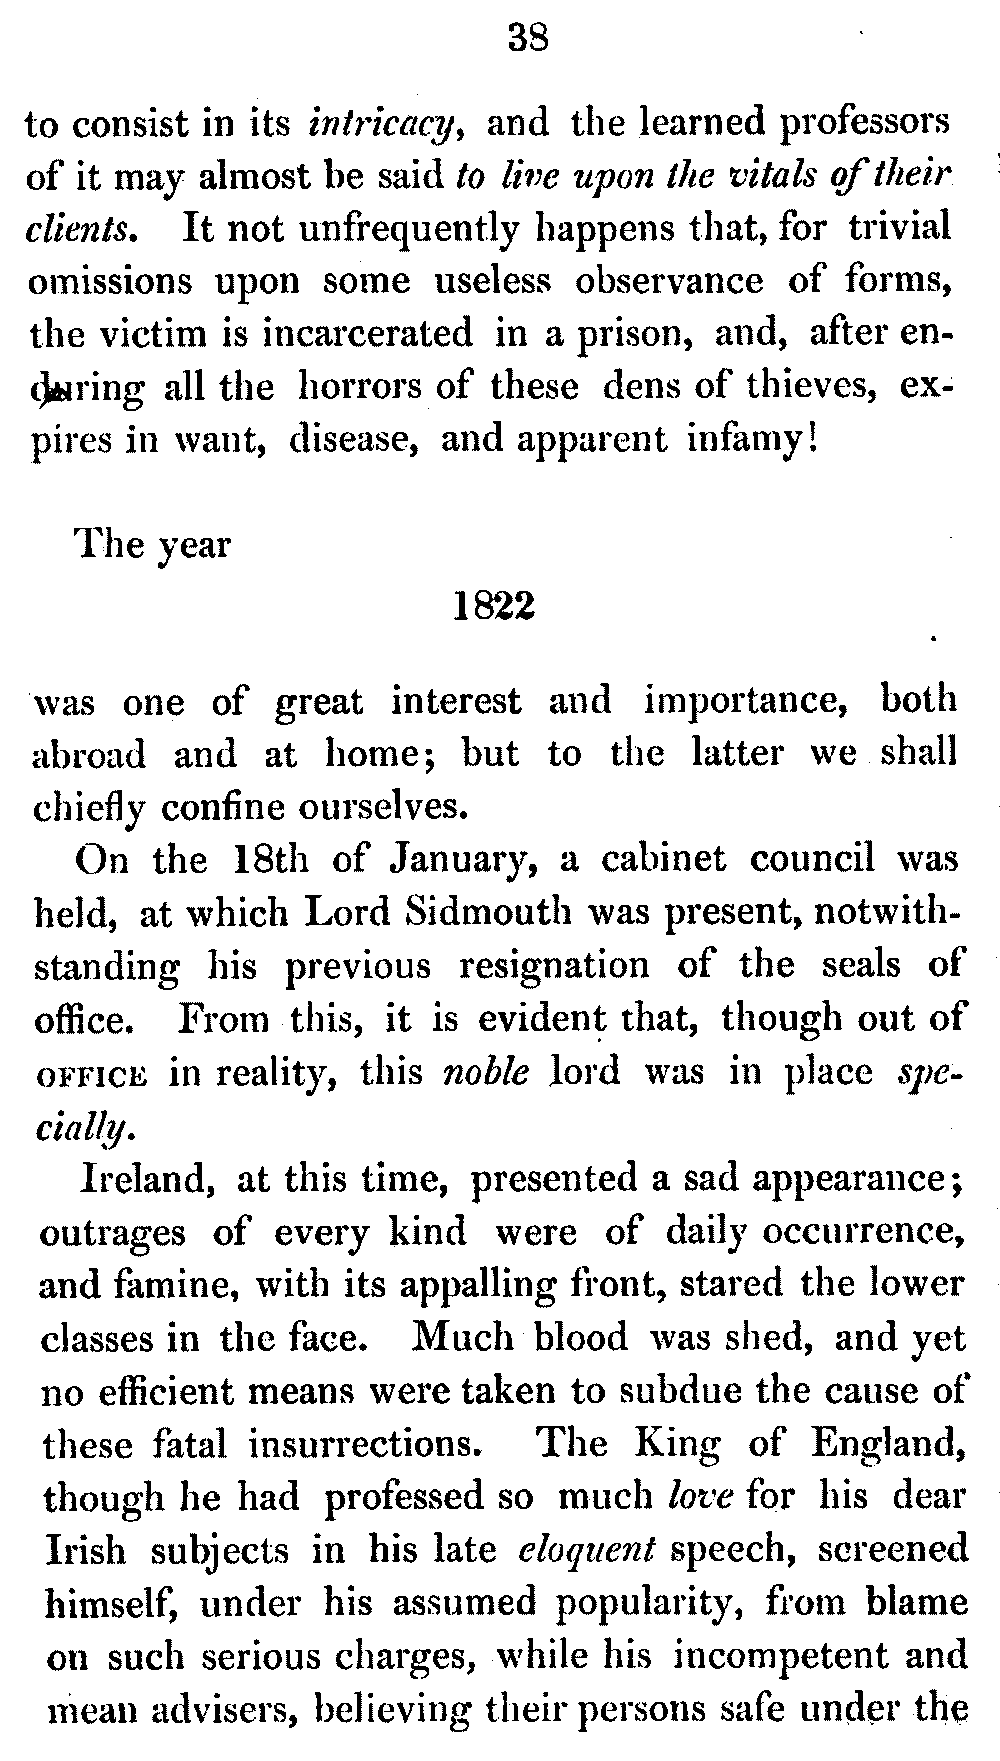 38
to consist in its intricacy, and the learned professors
of it may almost be said to live upon the vitals of their
clients. It not unfrequently happens that, for trivial
omissions upon some useless observance of forms,
the victim is incarcerated in a prison, and, after en-
during all the horrors of these dens of thieves, ex-
pires in want, disease, and apparent infamy!
The year
1822
was one of great interest and importance, both
abroad and at home; but to the latter we shall
chiefly confine ourselves.
On the 18th of January, a cabinet council was
held, at which Lord Sidmouth was present, notwith-
standing his previous resignation of the seals of
office. From this, it is evident that, though out of
OFFICE in reality, this noble lord was in place spe-
cially.
Ireland, at this time, presented a sad appearance;
outrages of every kind were of daily occurrence,
and famine, with its appalling front, stared the lower
classes in the face. Much blood was shed, and yet
no efficient means were taken to subdue the cause of
these fatal insurrections. The King of England,
though he had professed so much love for his dear
Irish subjects in his late eloquent speech, screened
himself, under his assumed popularity, from blame
on such serious charges, while his incompetent and
mean advisers, believing their persons safe under the